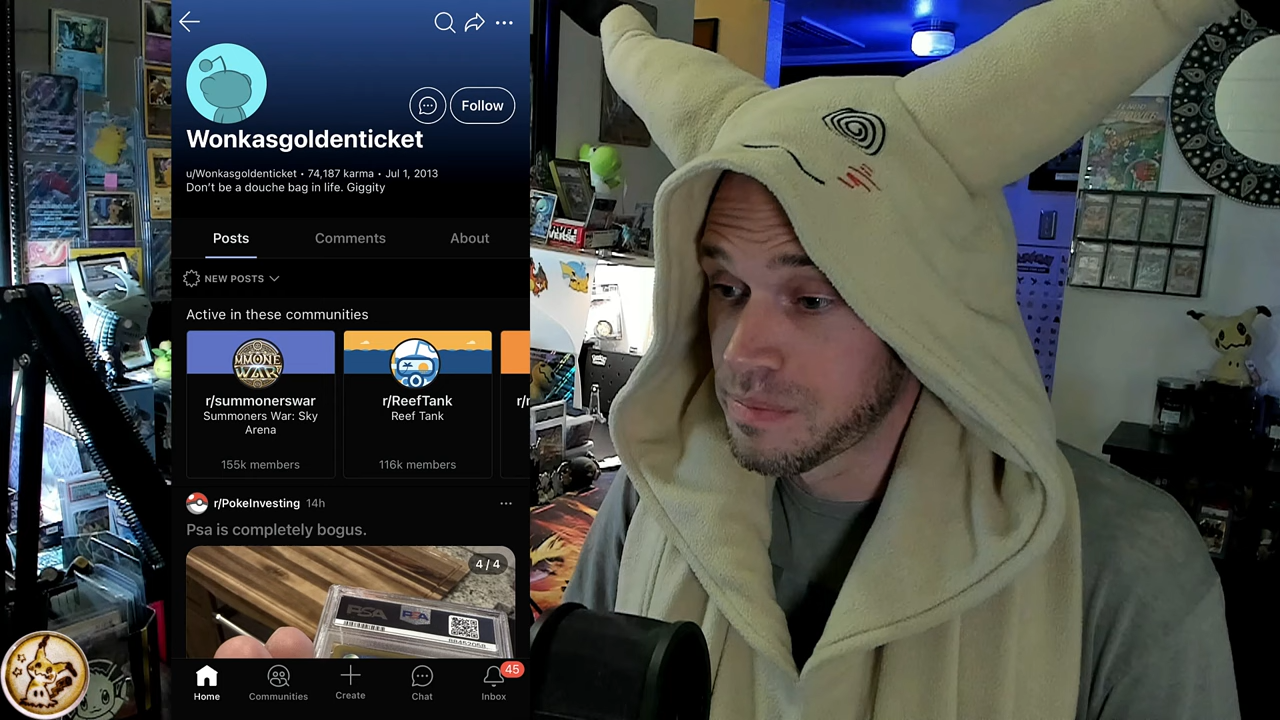 Wonkasgoldenticket
Follow
u/Wonkasgoldenticket • 74,187 karma • Jul 1, 2013
Don't be a douche bag in life. Giggity
Posts
Comments
About
NEW POSTS
Active in these communities
MMONE
WAR
r/summonerswar
Summoners War: Sky
Arena
155k members
r/ReefTank
Reef Tank
116k members
r/r
r/PokeInvesting 14h
Psa is completely bogus.
4 / 4
PSA
Home
Communities
Create
Chat
45
Inbox